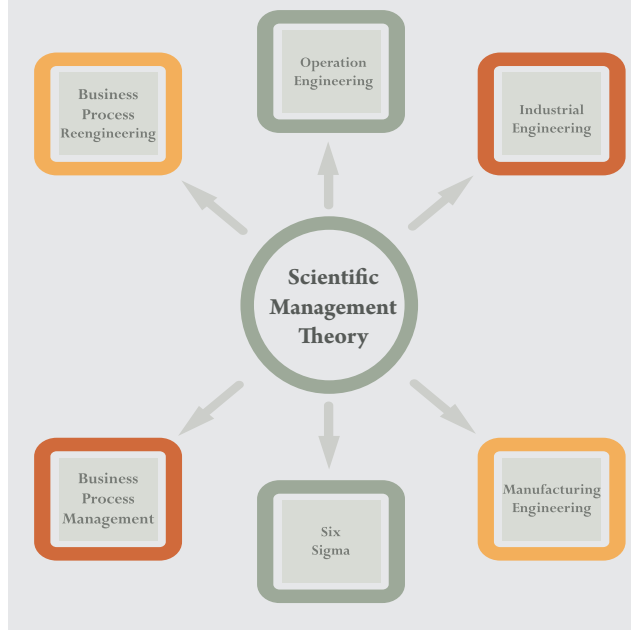 Operation
Engineering
Business
Process
Reengineering
Industrial
Engineering
Scientific
Management
Theory
Business
Process
Management
Six
Sigma
Manufacturing
Engineering